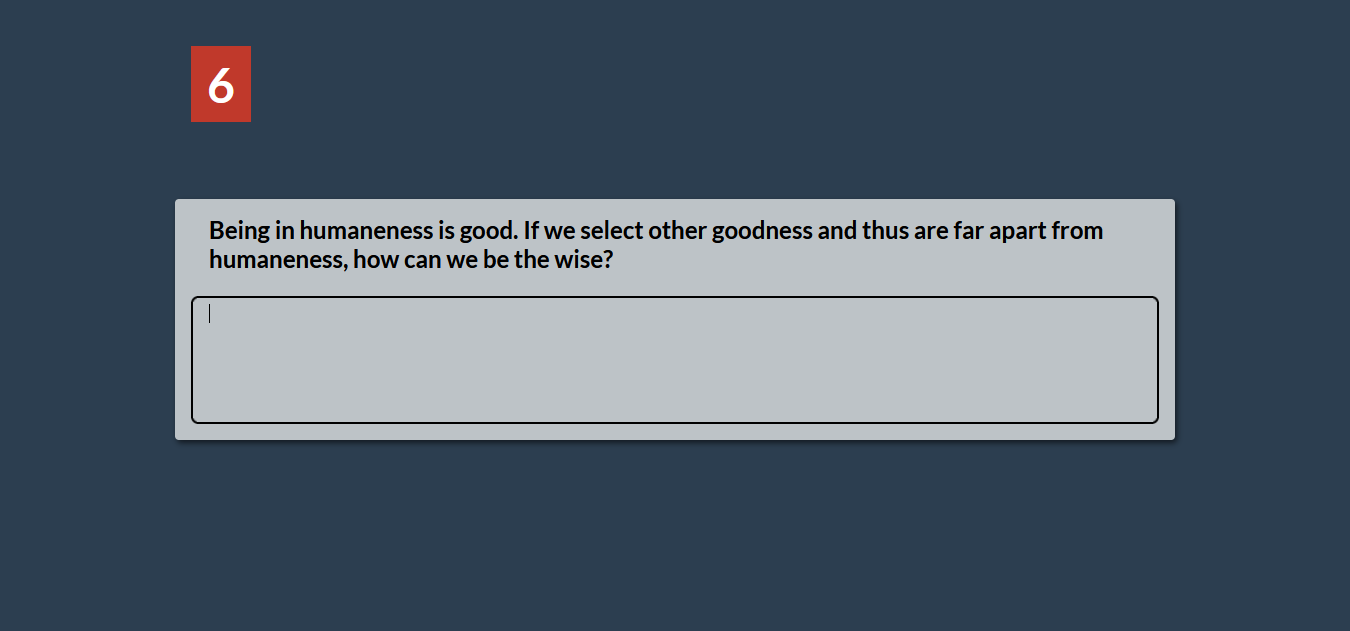 6
Being in humaneness is good. If we select other goodness and thus are far apart from
humaneness, how can we be the wise?